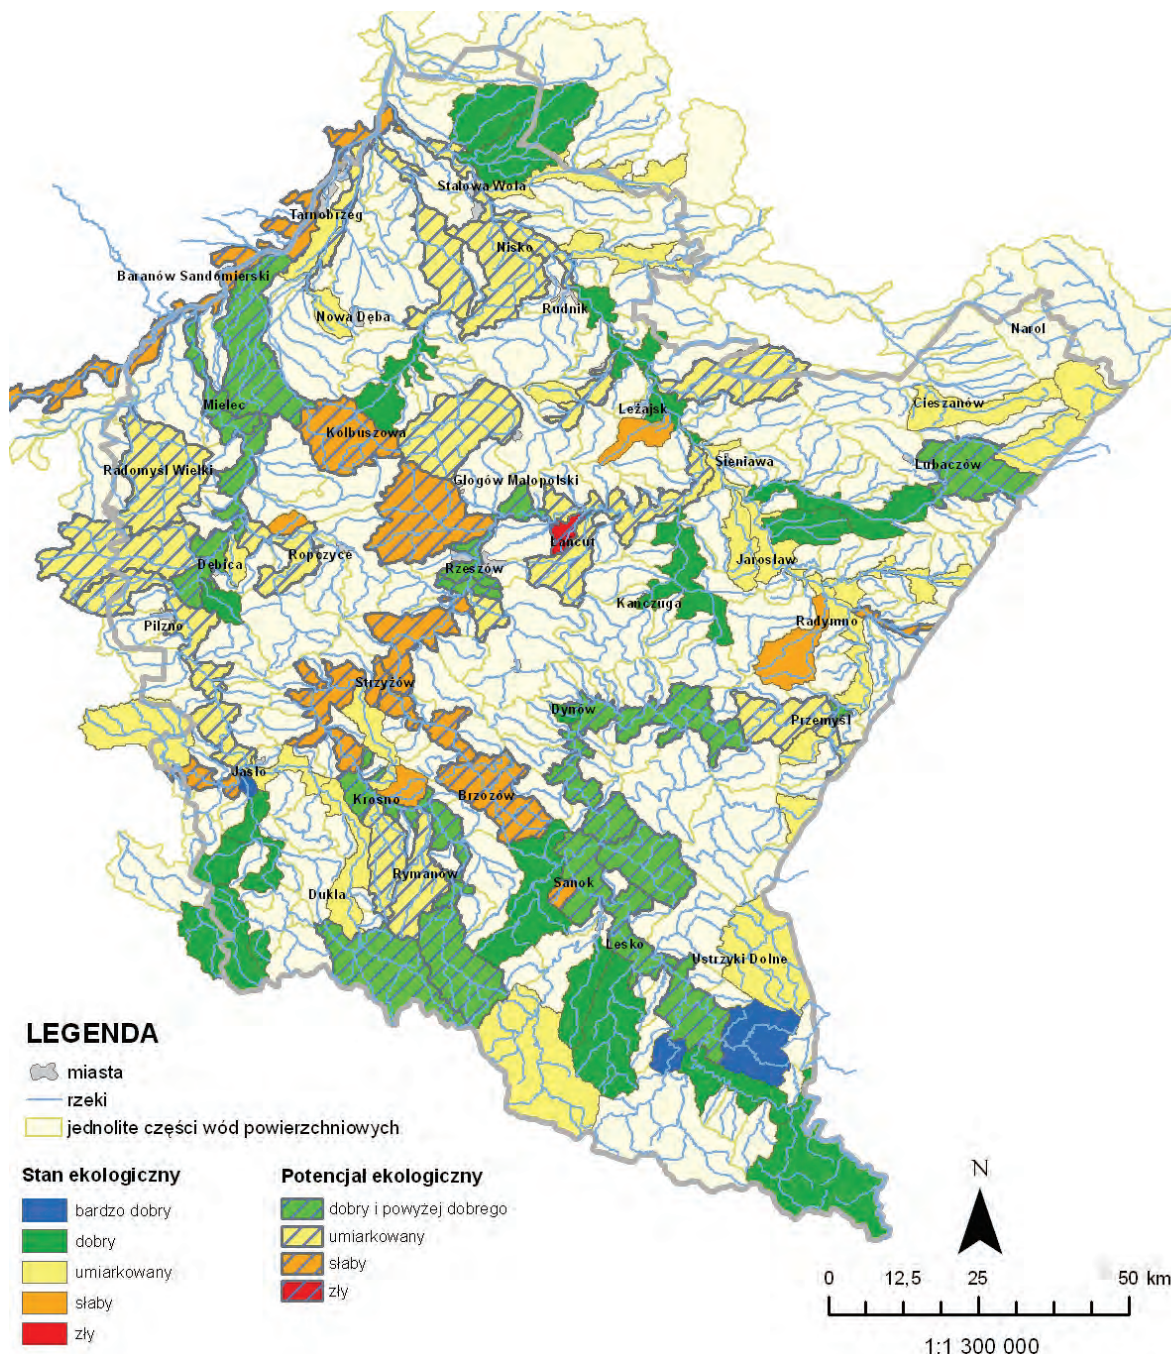 Stalowa Wola
Tarnobrzeg
Nisko
Baranów Sandomierski
Rudnik
Nowa Dęba
Narol
Mielec
Leżajsk
Cieszanów
Kolbuszowa
Radomyśl Wielki
Sieniawa
Lubaczów
Głogów Małopolski
Łańcut
Ropczyce
Dębica
Rzeszów
Jarosław
Kańczuga
Pilzno
Radymno
Strzyżów
Dynów
Przemyśl
Jasło
Krosno
Brzozów
Rymanów
Sanok
Dukla
Lesko
Ustrzyki Dolne
LEGENDA
miasta
rzeki
jednolite części wód powierzchniowych
Stan ekologiczny
bardzo dobry
dobry
umiarkowany
słaby
zły
Potencjał ekologiczny
dobry i powyżej dobrego
umiarkowany
słaby
zły
N
0 12,5 25 50 km
1:1 300 000